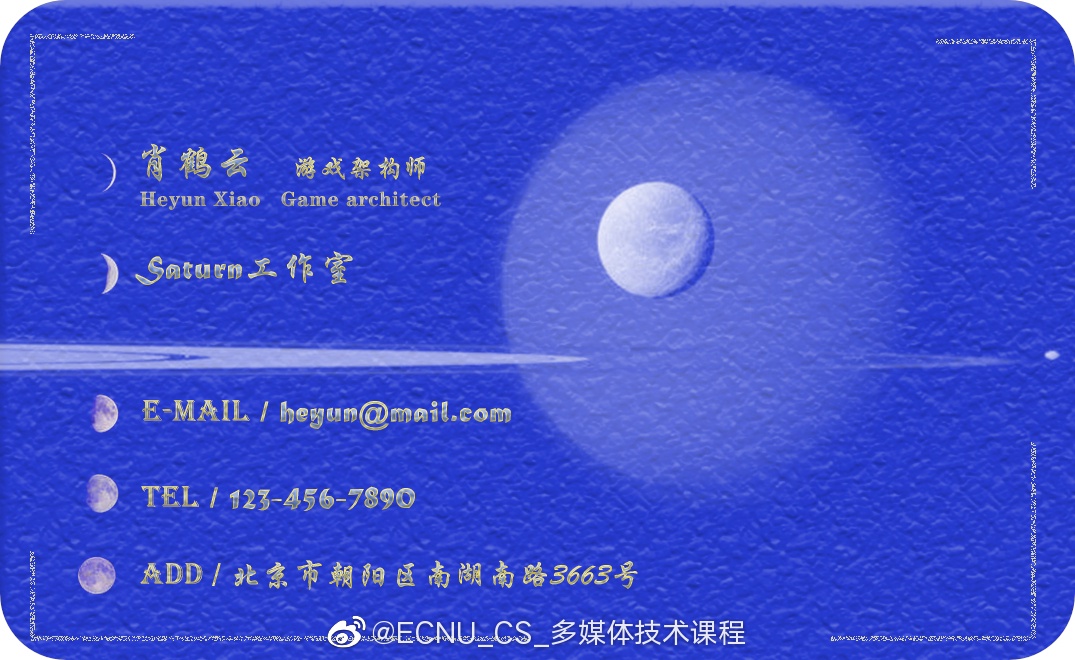 肖鹤云 游戏架构师
Heyun Xiao Game architect
Saturn工作室
E-MAIL / heyun@mail.com
TEL / 123-456-7890
ADD / 北京市朝阳区南湖南路3663号
@ECNU_CS_多媒体技术课程